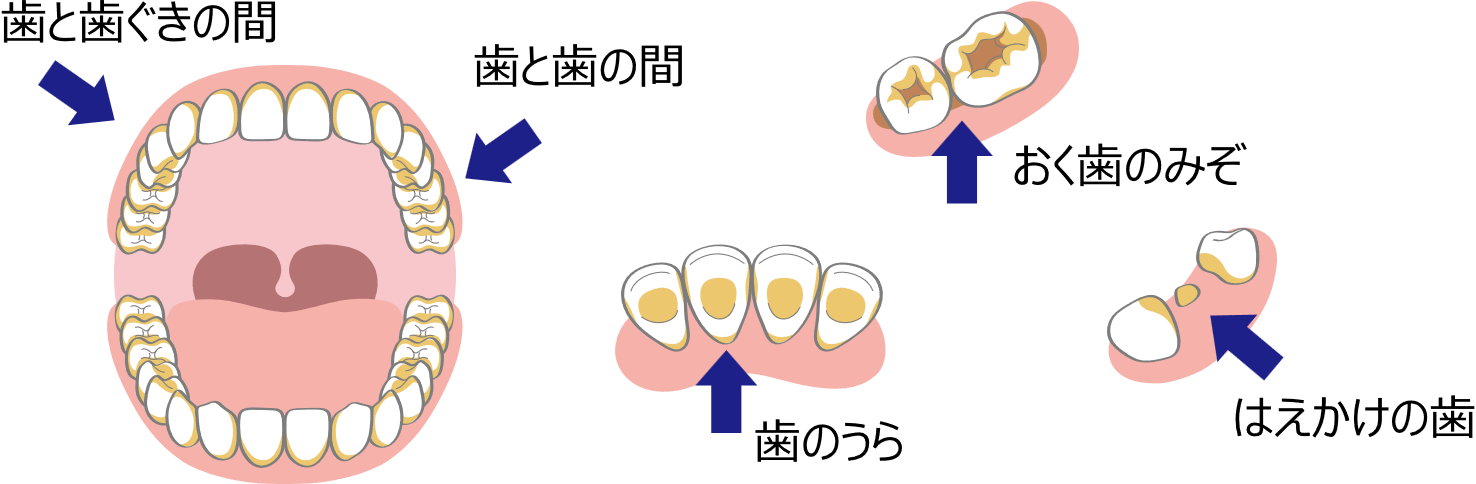 歯と歯ぐきの間
歯と歯の間
おく歯のみぞ
歯のうら
はえかけの歯